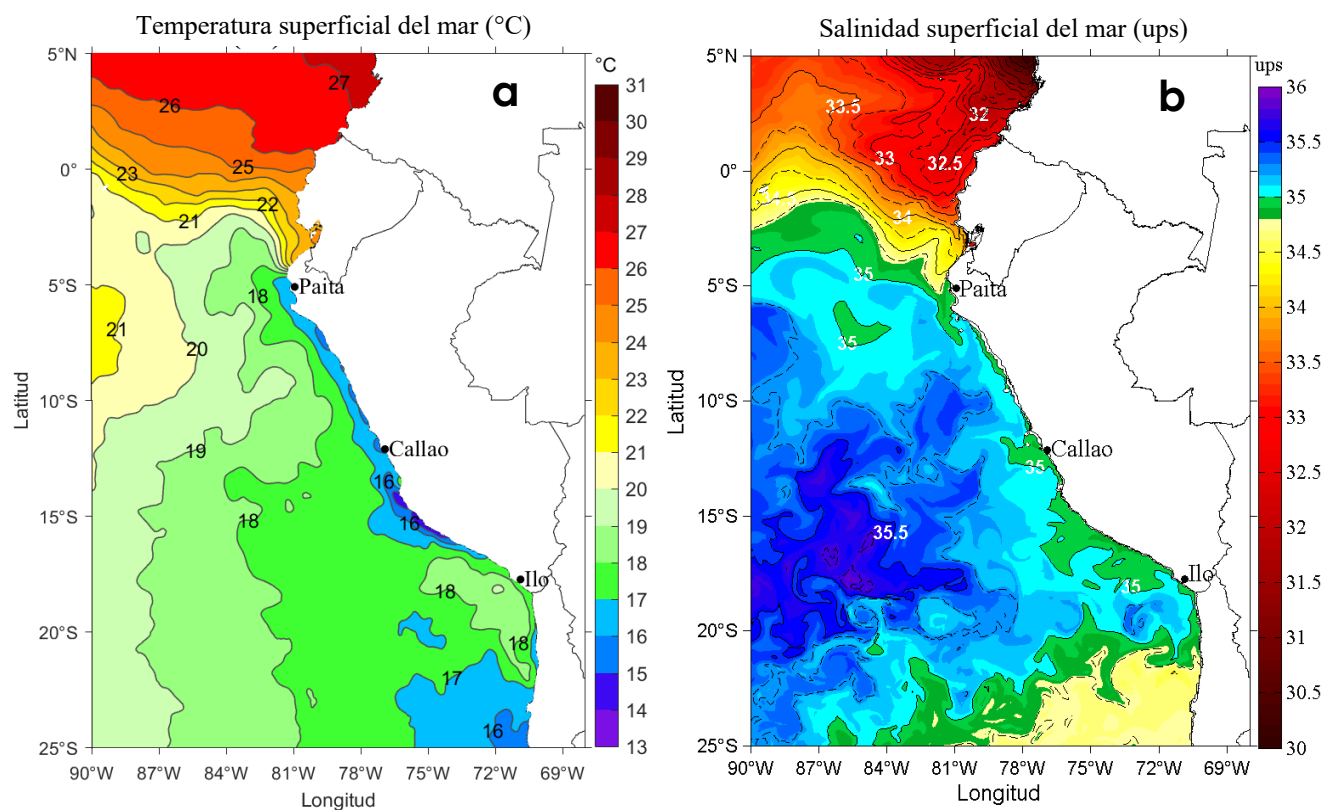 Temperatura superficial del mar (°C)
a
5°N
0°
5°S
10°S
15°S
20°S
25°S
Latitud
27
26
25
23
22
21
18
21
20
19
18
16
16
18
18
17
16
Paita
Callao
Ilo
90°W
87°W
84°W
81°W
78°W
75°W
72°W
69°W
Longitud
°C
31
30
29
28
27
26
25
24
23
22
21
20
19
18
17
16
15
14
13
Salinidad superficial del mar (ups)
b
5°N
0°
5°S
10°S
15°S
20°S
25°S
Latitud
33.5
32
33
32.5
34.5
34
35
35
35
35.5
35
Paita
Callao
Ilo
90°W
87°W
84°W
81°W
78°W
75°W
72°W
69°W
Longitud
ups
36
35.5
35
34.5
34
33.5
33
32.5
32
31.5
31
30.5
30